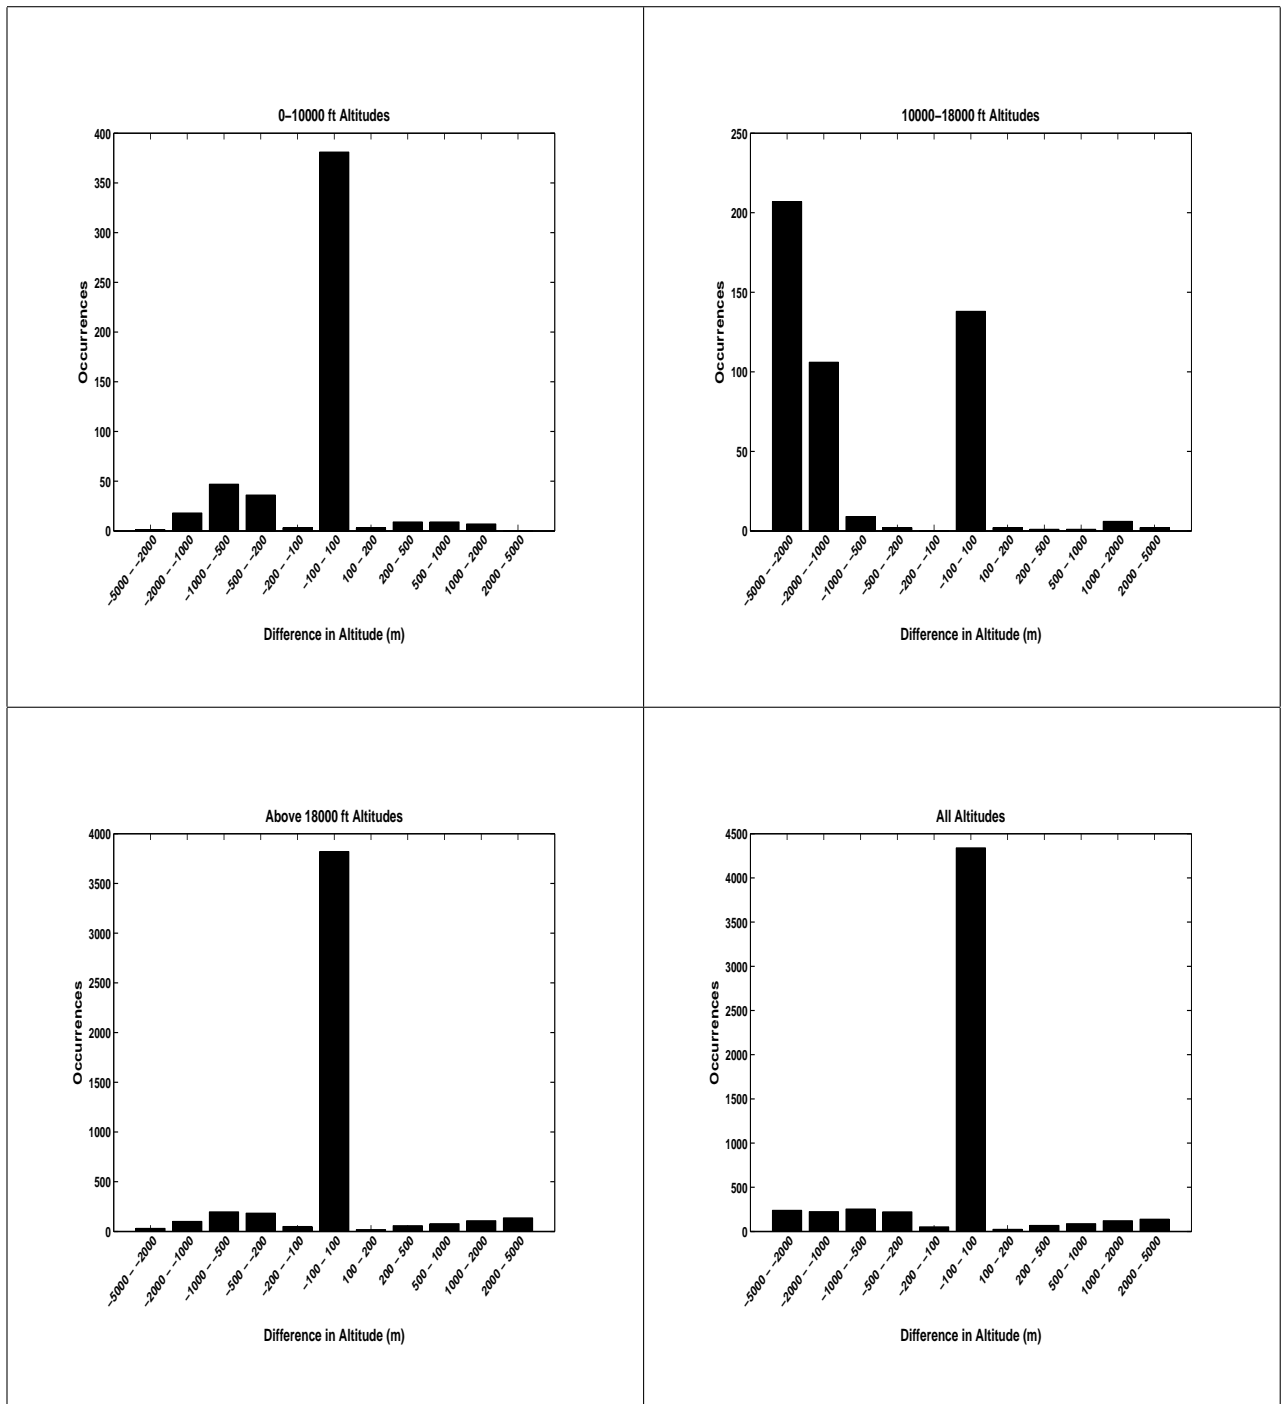 0–10000 ft Altitudes
400
350
300
250
200
150
100
50
0
Occurrences
–5000 – –2000
–2000 – –1000
–1000 – –500
–500 – –200
–200 – –100
–100 – 100
100 – 200
200 – 500
500 – 1000
1000 – 2000
2000 – 5000
Difference in Altitude (m)
10000–18000 ft Altitudes
250
200
150
100
50
0
Occurrences
–5000 – –2000
–2000 – –1000
–1000 – –500
–500 – –200
–200 – –100
–100 – 100
100 – 200
200 – 500
500 – 1000
1000 – 2000
2000 – 5000
Difference in Altitude (m)
Above 18000 ft Altitudes
4000
3500
3000
2500
2000
1500
1000
500
0
Occurrences
–5000 – –2000
–2000 – –1000
–1000 – –500
–500 – –200
–200 – –100
–100 – 100
100 – 200
200 – 500
500 – 1000
1000 – 2000
2000 – 5000
Difference in Altitude (m)
All Altitudes
4500
4000
3500
3000
2500
2000
1500
1000
500
0
Occurrences
–5000 – –2000
–2000 – –1000
–1000 – –500
–500 – –200
–200 – –100
–100 – 100
100 – 200
200 – 500
500 – 1000
1000 – 2000
2000 – 5000
Difference in Altitude (m)